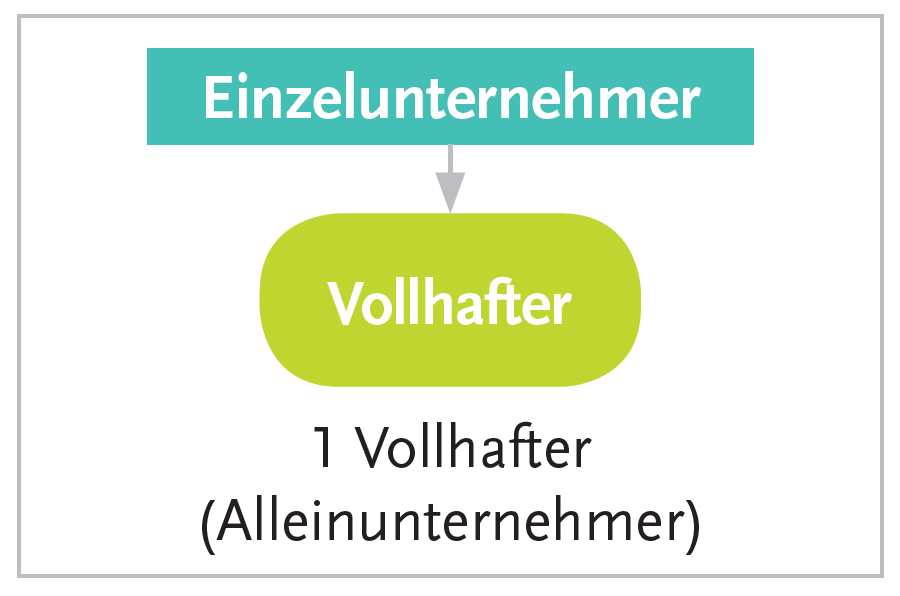 Einzelunternehmer
Vollhafter
1 Vollhafter
(Alleinunternehmer)